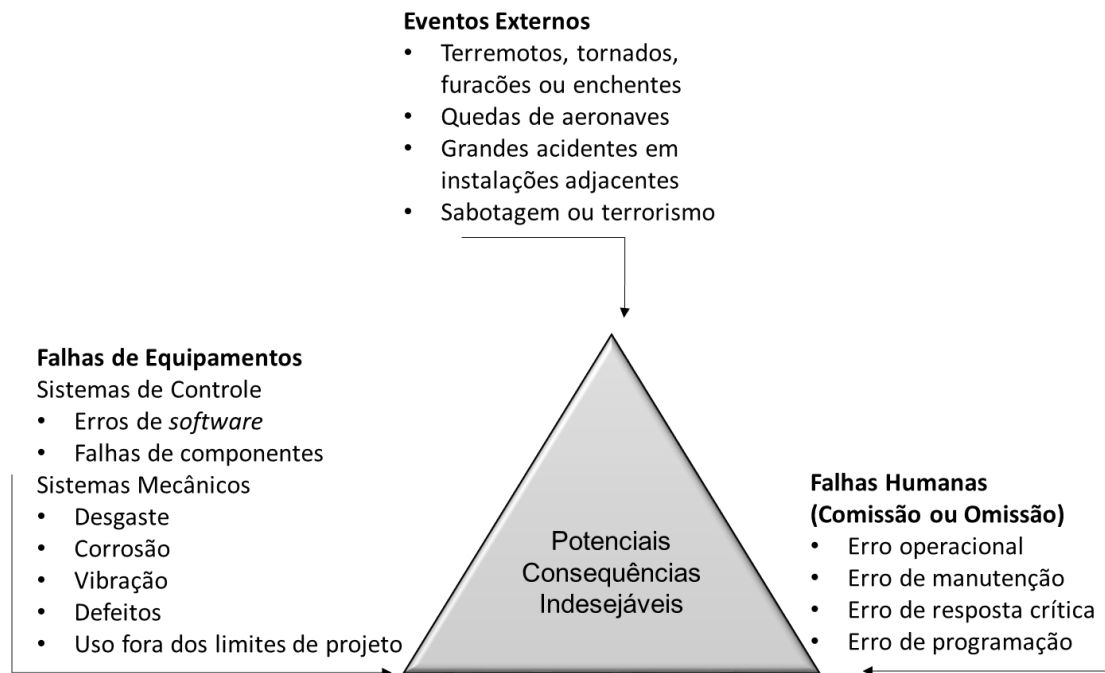 Eventos Externos
• Terremotos, tornados,
furacões ou enchentes
• Quedas de aeronaves
• Grandes acidentes em
instalações adjacentes
• Sabotagem ou terrorismo
Falhas de Equipamentos
Sistemas de Controle
• Erros de software
• Falhas de componentes
Sistemas Mecânicos
• Desgaste
• Corrosão
• Vibração
• Defeitos
• Uso fora dos limites de projeto
Potenciais
Consequências
Indesejáveis
Falhas Humanas
(Comissão ou Omissão)
• Erro operacional
• Erro de manutenção
• Erro de resposta crítica
• Erro de programação